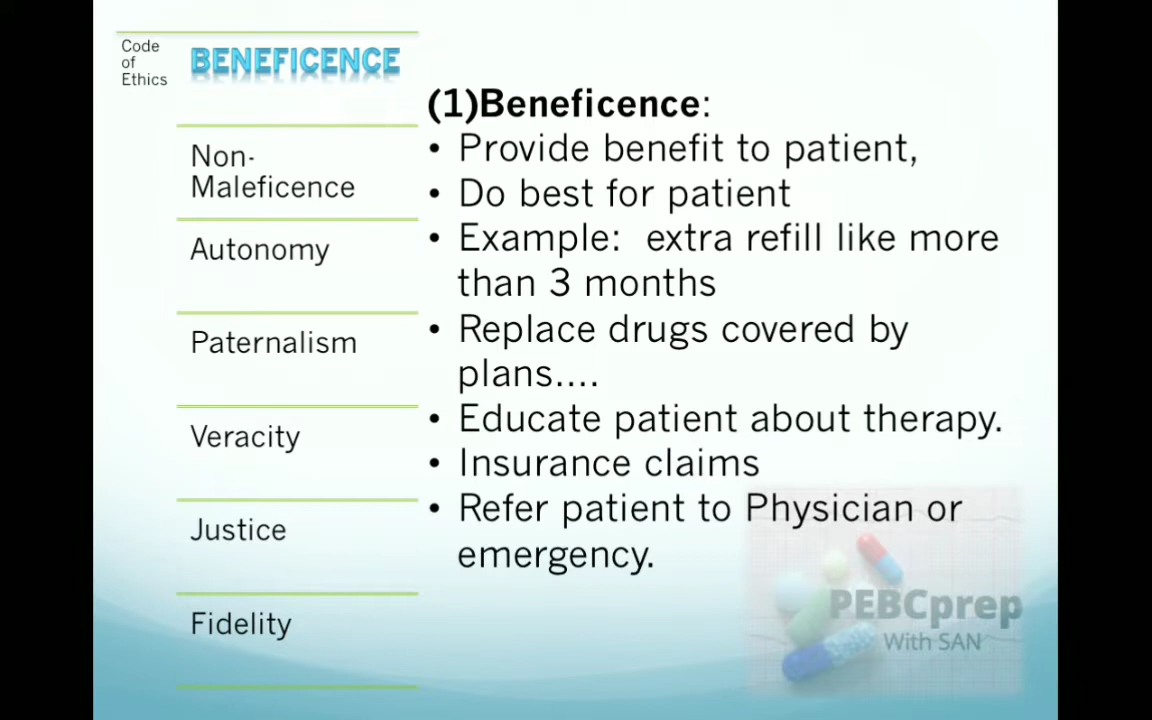 Code
of
Ethics
BENEFICENCE
Non-
Maleficence
Autonomy
Paternalism
Veracity
Justice
Fidelity
(1)Beneficence:
• Provide benefit to patient,
• Do best for patient
• Example: extra refill like more
than 3 months
• Replace drugs covered by
plans....
• Educate patient about therapy.
• Insurance claims
• Refer patient to Physician or
emergency.
PEBCprep
With SAN